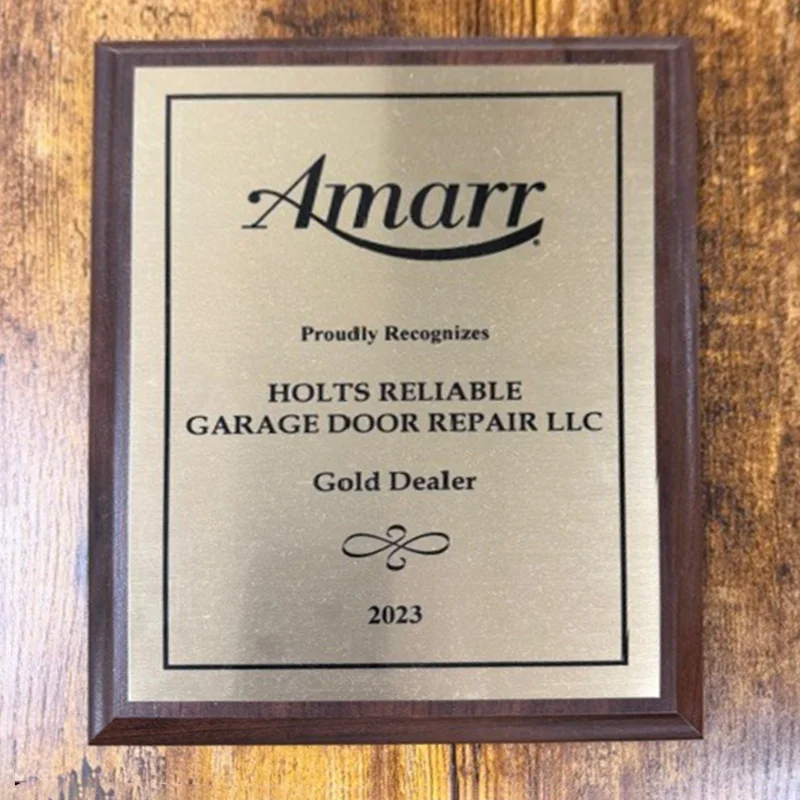 Amarr
Proudly Recognizes
HOLTS RELIABLE
GARAGE DOOR REPAIR LLC
Gold Dealer
2023